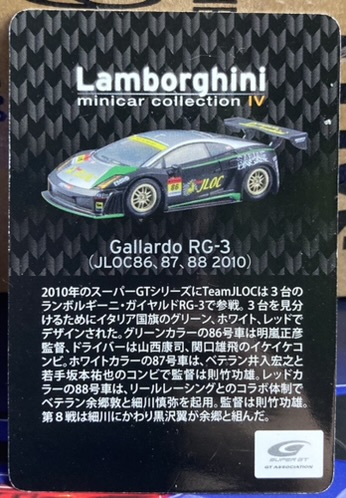 Lamborghini
minicar collection IV
86 JLOC
Gallardo RG-3
(JLOC86、87、88 2010)
2010年のスーパーGTシリーズにTeamJLOCは3台の
ランボルギーニ・ガイヤルドRG-3で参戦。3台を見分
けるためにイタリア国旗のグリーン、ホワイト、レッドで
デザインされた。グリーンカラーの86号車は明嵐正彦
監督、ドライバーは山西康司、関口雄飛のイケイケコ
ンビ。ホワイトカラーの87号車は、ベテラン井入宏之と
若手坂本祐也のコンビで監督は則竹功雄。レッドカ
ラーの88号車は、リールレーシングとのコラボ体制で
ベテラン余郷敦と細川慎弥を起用。監督は則竹功雄。
第8戦は細川にかわり黒沢翼が余郷と組んだ。
SUPER GT
GT ASSOCIATION